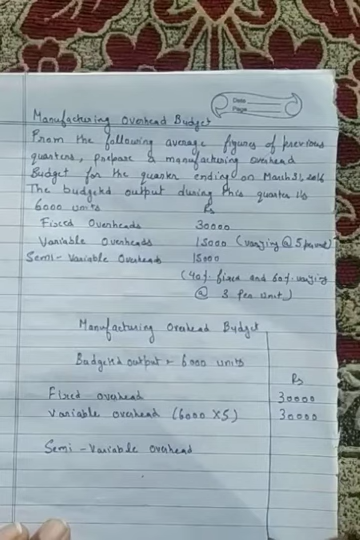 Date
Page
Manufacturing Overhead Budget
From the following average figures of previous
quarters, prepare a manufacturing overhead
Budget for the quarter ending on March 31, 2016
The budgeted output during this quarter is
6000 units Rs
Fixed Overheads 30000
Variable Overheads 15000 (varying @ 5 per unit)
Semi-Variable Overheads 15000
(40% fixed and 60% varying
@ 3 Per unit)
Manufacturing Overhead Budget
Budgeted output - 6000 units
Rs
Fixed overhead 30000
Variable overhead (6000 X5) 30000
Semi-Variable overhead